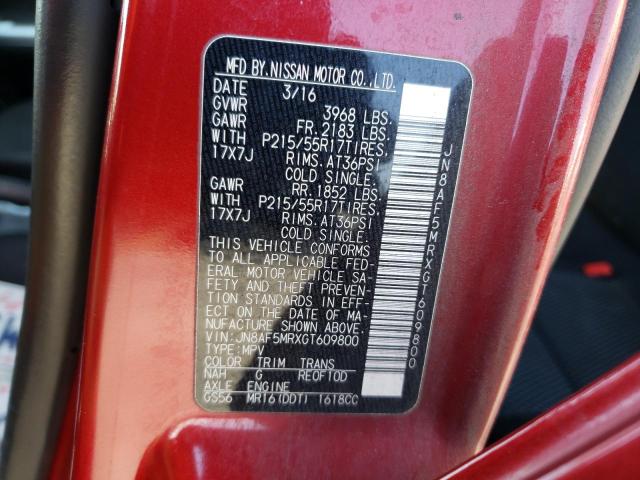 MFD BY.NISSAN MOTOR CO.,LTD.
DATE 3/16
GVWR 3968 LBS.
GAWR FR.2183 LBS.
WITH P215/55R17TIRES.
17X7J RIMS.AT36PSI
COLD SINGLE.
GAWR RR.1852 LBS.
WITH P215/55R17TIRES.
17X7J RIMS.AT36PSI
COLD SINGLE.
THIS VEHICLE CONFORMS
TO ALL APPLICABLE FED-
ERAL MOTOR VEHICLE SA-
FETY AND THEFT PREVEN-
TION STANDARDS IN EFF-
ECT ON THE DATE OF MA-
NUFACTURE SHOWN ABOVE.
VIN:JN8AF5MRXGT609800
TYPE:MPV
COLOR TRIM TRANS
NAH G RE0F10D
AXLE ENGINE
GS56 MR16(DDT) 1618CC
JN8AF5MRXGT609800